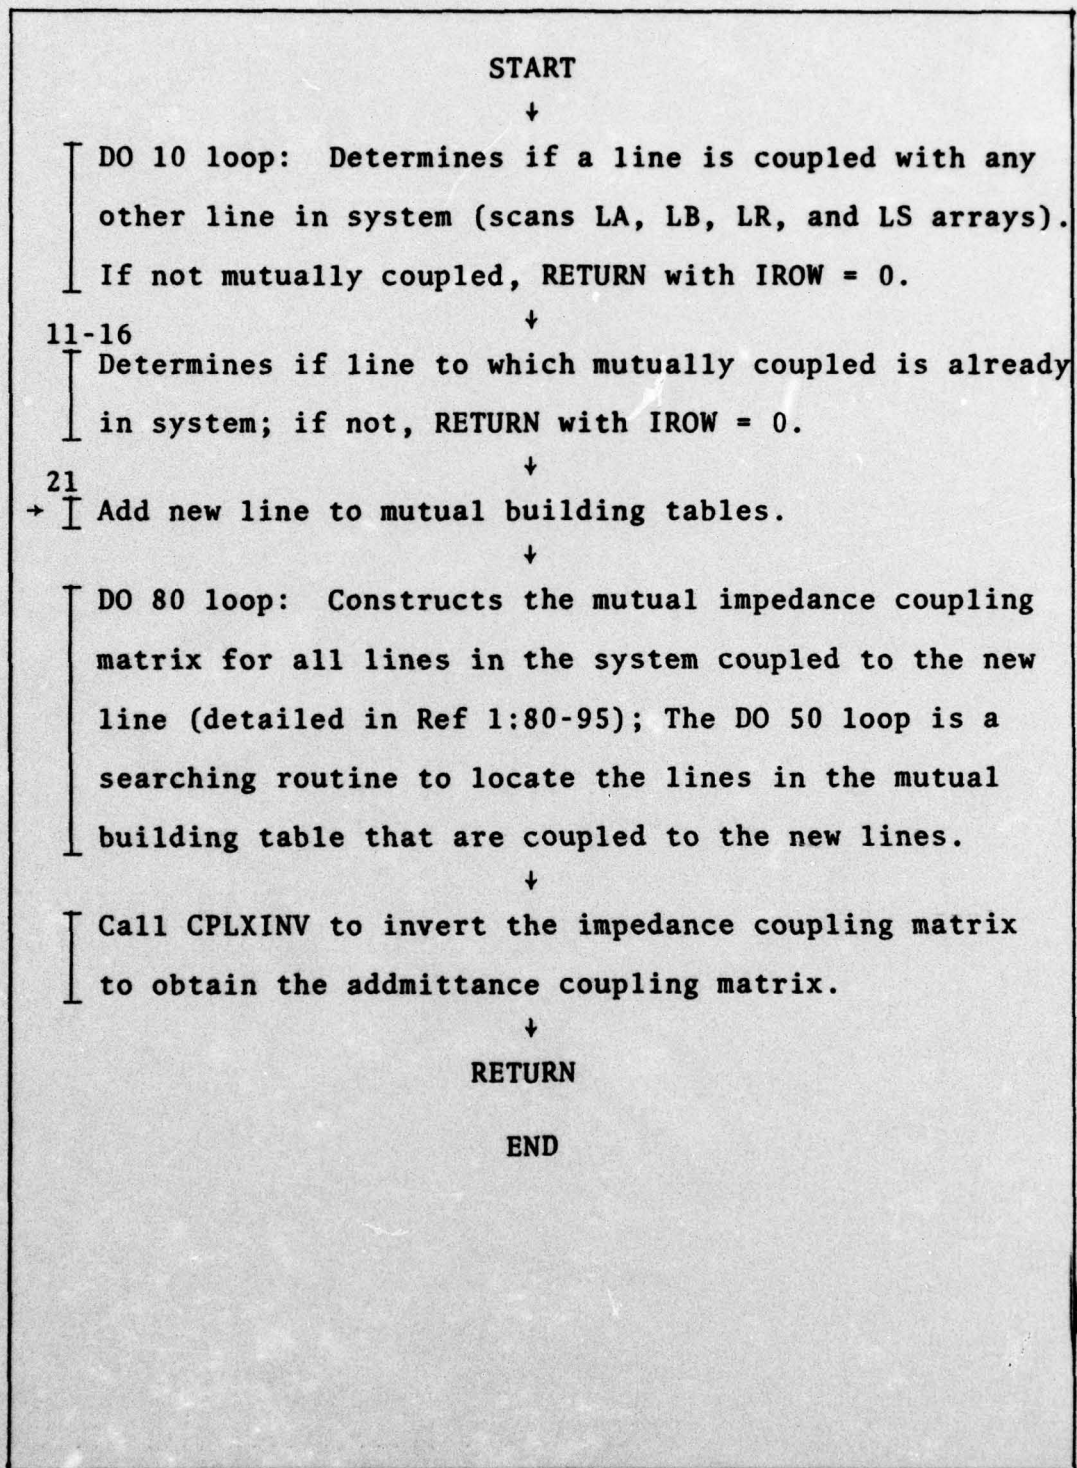 START
↓
DO 10 loop: Determines if a line is coupled with any
other line in system (scans LA, LB, LR, and LS arrays).
If not mutually coupled, RETURN with IROW = 0.
↓
11-16
Determines if line to which mutually coupled is already
in system; if not, RETURN with IROW = 0.
↓
21
→ Add new line to mutual building tables.
↓
DO 80 loop: Constructs the mutual impedance coupling
matrix for all lines in the system coupled to the new
line (detailed in Ref 1:80-95); The DO 50 loop is a
searching routine to locate the lines in the mutual
building table that are coupled to the new lines.
↓
Call CPLXINV to invert the impedance coupling matrix
to obtain the addmittance coupling matrix.
↓
RETURN
END